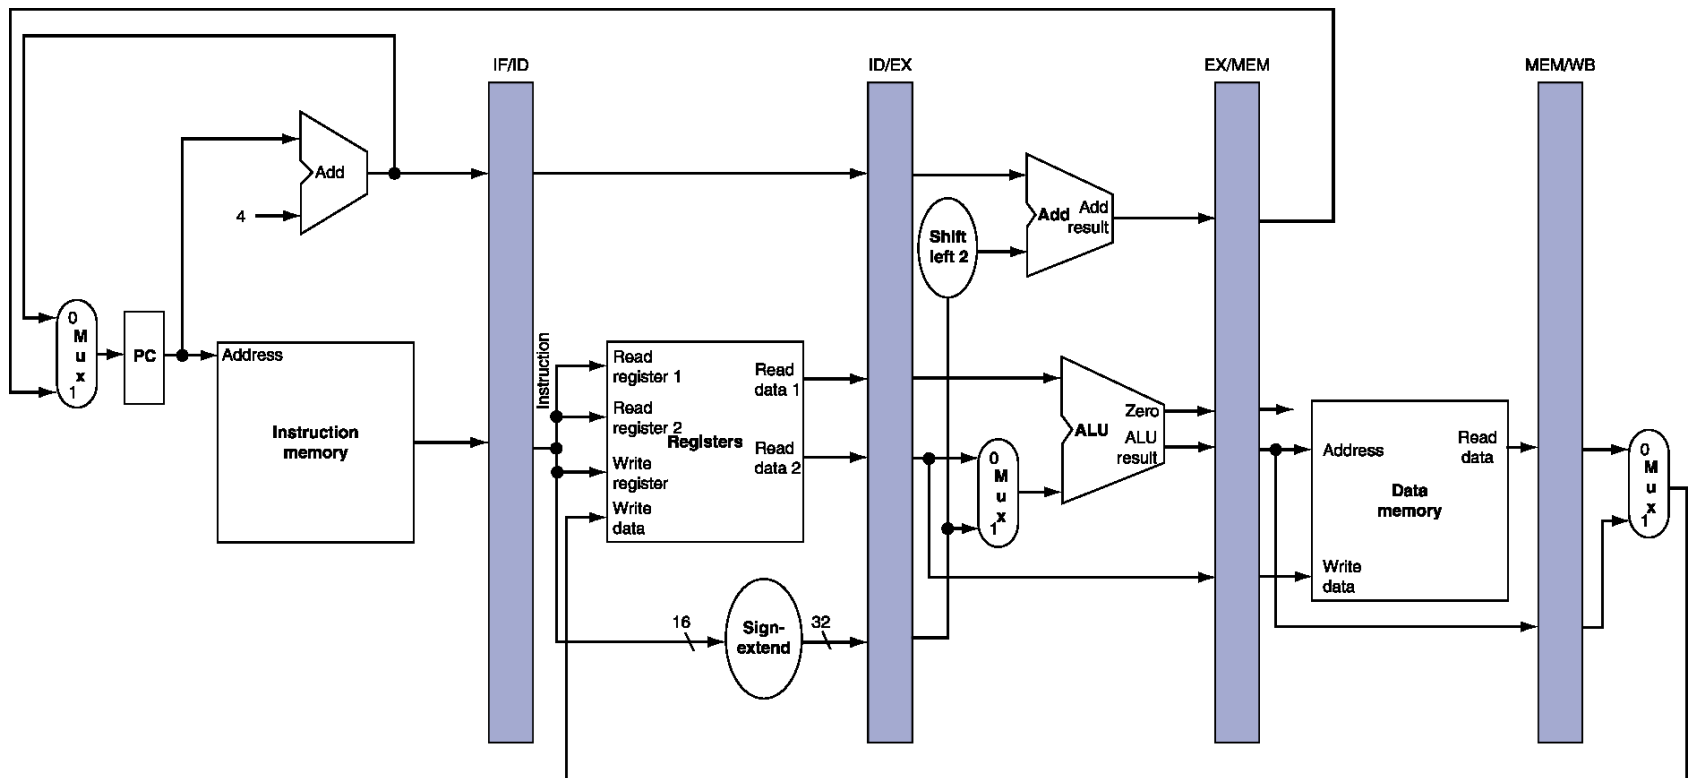 IF/ID
ID/EX
EX/MEM
MEM/WB
Add
4
Add
Add
result
Shift
left 2
0
M
u
x
1
PC
Address
Instruction
memory
Instruction
Read
register 1
Read
register 2
Registers
Write
register
Write
data
Read
data 1
Read
data 2
16
Sign-
extend
32
0
M
u
x
1
ALU
Zero
ALU
result
Address
Read
data
Data
memory
Write
data
0
M
u
x
1